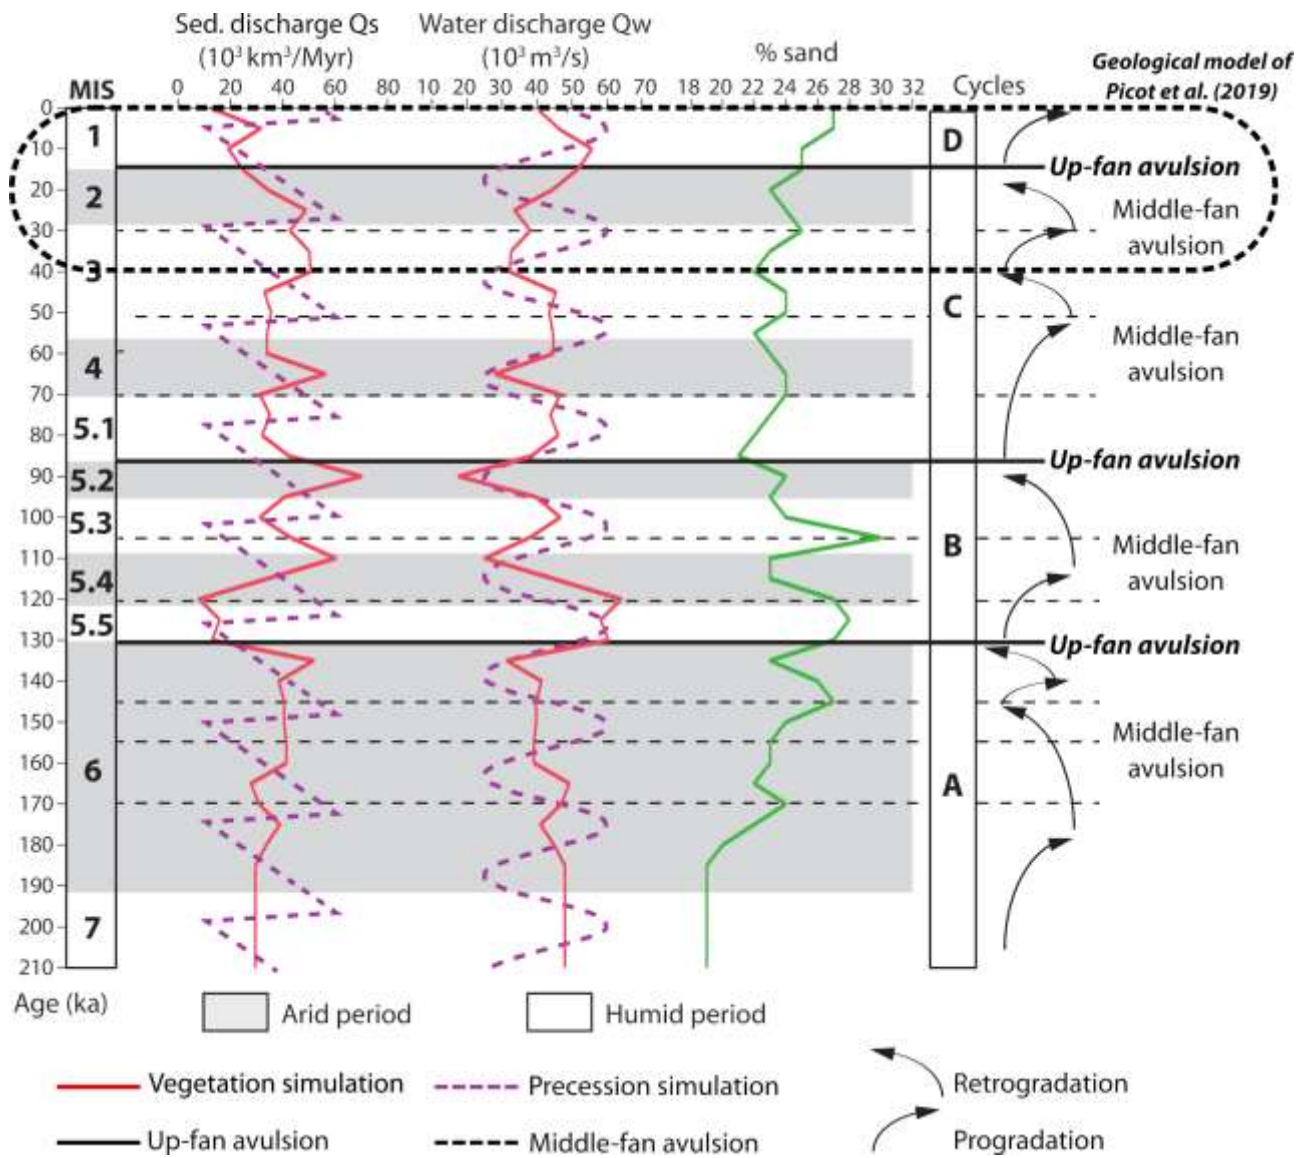 Sed. discharge Qs
(10³ km³/Myr)
Water discharge Qw
(10³ m³/s)
% sand
Cycles
Geological model of
Picot et al. (2019)
MIS
0 20 40 60 80
10 20 30 40 50 60 70
18 20 22 24 26 28 30 32
0
10
20
30
40
50
60
70
80
90
100
110
120
130
140
150
160
170
180
190
200
210
Age (ka)
1
2
3
4
5.1
5.2
5.3
5.4
5.5
6
7
D
C
B
A
Up-fan avulsion
Middle-fan
avulsion
Middle-fan
avulsion
Up-fan avulsion
Middle-fan
avulsion
Up-fan avulsion
Middle-fan
avulsion
Arid period
Humid period
Vegetation simulation
Precession simulation
Retrogradation
Up-fan avulsion
Middle-fan avulsion
Progradation